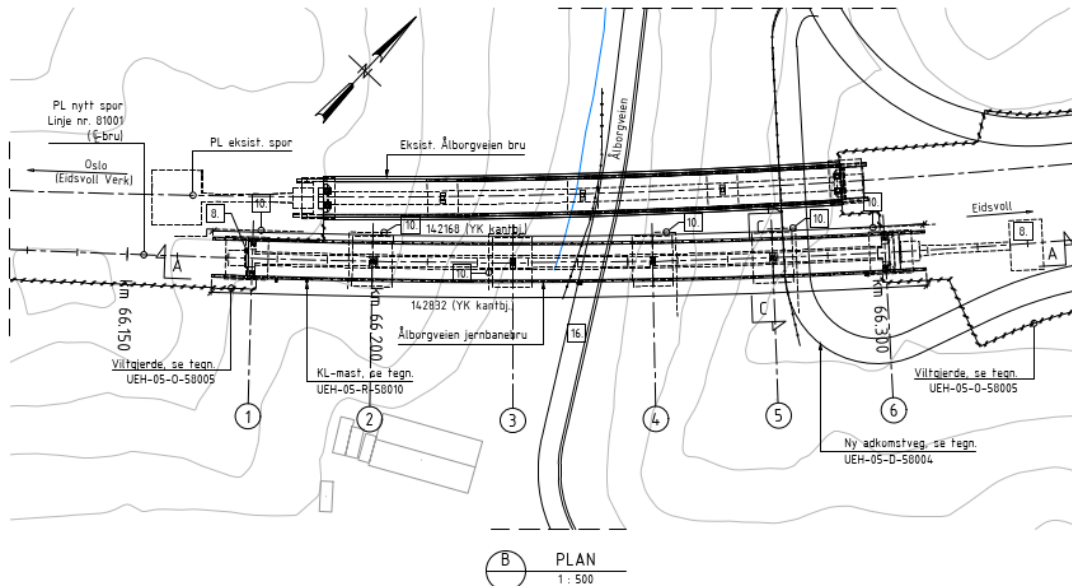 PL nytt spor
Linje nr. 81001
(℄-bru)
PL eksist. spor
Eksist. Ålborgveien bru
Ålborgveien
Oslo
(Eidsvoll Verk)
Eidsvoll
8.
10.
10.
142168 (YK kantbj.)
10.
10.
10.
8.
A
A
10.
C
C
142832 (YK kantbj.)
Km 66.150
Km 66.200
Km 66.300
Ålborgveien jernbanebru
16.
Viltgjerde, se tegn.
UEH-05-O-58005
KL-mast, se tegn.
UEH-05-R-58010
Viltgjerde, se tegn.
UEH-05-O-58005
1
2
3
4
5
6
Ny adkomstveg, se tegn.
UEH-05-D-58004
B
PLAN
1 : 500